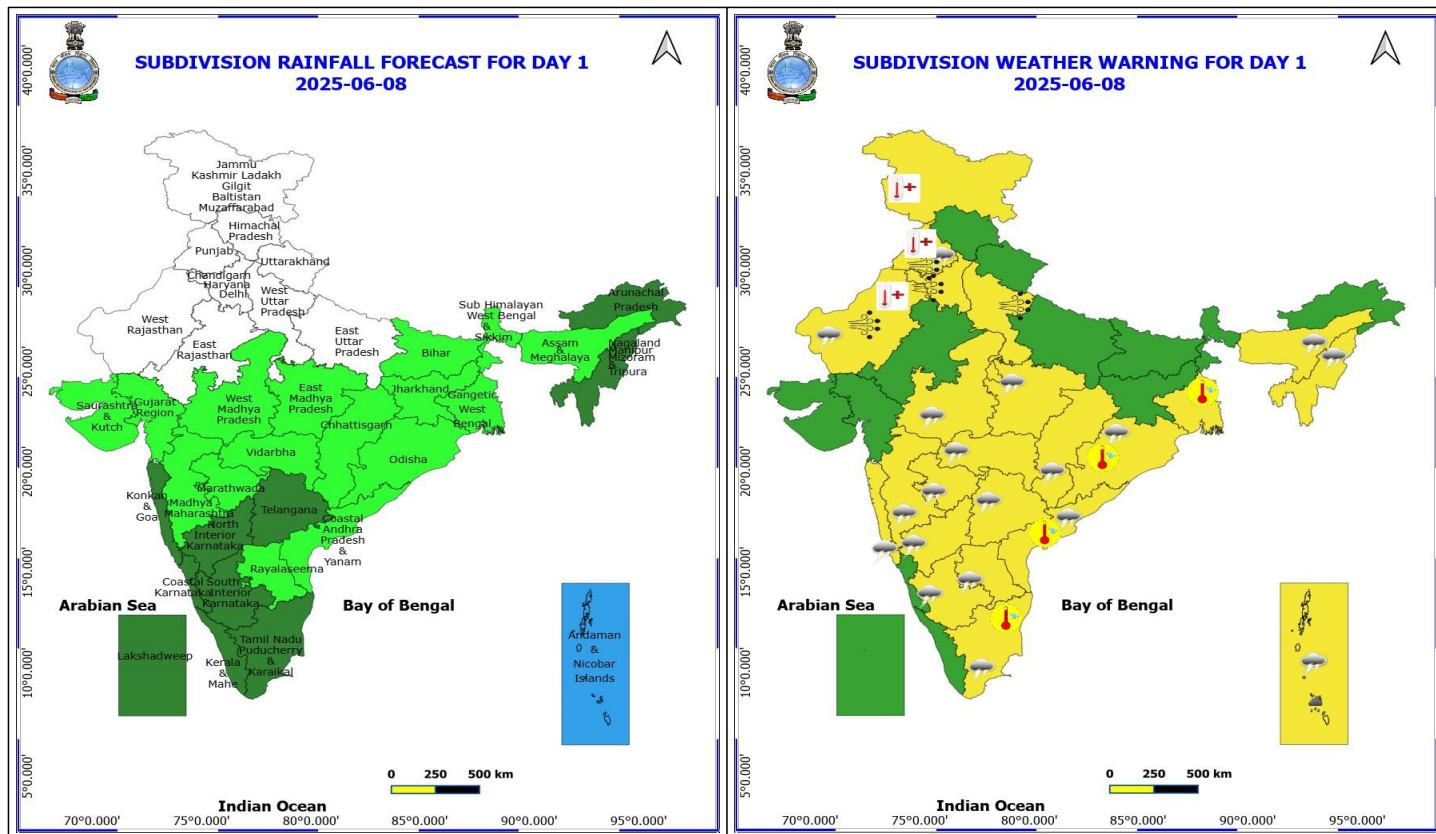 SUBDIVISION RAINFALL FORECAST FOR DAY 1
2025-06-08
40°0.000'
35°0.000'
30°0.000'
25°0.000'
20°0.000'
15°0.000'
10°0.000'
5°0.000'
Jammu
Kashmir Ladakh
Gilgit
Baltistan
Muzaffarabad
Himachal
Pradesh
Punjab
Uttarakhand
Chandigarh
Haryana
Delhi
West
Uttar
Pradesh
West
Rajasthan
East
Rajasthan
East
Uttar
Pradesh
Sub Himalayan
West Bengal
&
Sikkim
Arunachal
Pradesh
Assam
&
Meghalaya
Nagaland
Manipur
Mizoram
&
Tripura
Bihar
Jharkhand
Gangetic
West
Bengal
Saurashtra
&
Kutch
Gujarat
Region
West
Madhya
Pradesh
East
Madhya
Pradesh
Chhattisgarh
Vidarbha
Odisha
Konkan
&
Goa
Madhya
Maharashtra
Marathwada
Telangana
North
Interior
Karnataka
Coastal
Andhra
Pradesh
&
Yanam
Rayalaseema
Coastal
Karnataka
South
Interior
Karnataka
Tamil Nadu
Puducherry
&
Karaikal
Kerala
&
Mahe
Lakshadweep
Andaman
&
Nicobar
Islands
Arabian Sea
Bay of Bengal
0 250 500 km
Indian Ocean
70°0.000' 75°0.000' 80°0.000' 85°0.000' 90°0.000' 95°0.000'
SUBDIVISION WEATHER WARNING FOR DAY 1
2025-06-08
40°0.000'
35°0.000'
30°0.000'
25°0.000'
20°0.000'
15°0.000'
10°0.000'
5°0.000'
Arabian Sea
Bay of Bengal
0 250 500 km
Indian Ocean
70°0.000' 75°0.000' 80°0.000' 85°0.000' 90°0.000' 95°0.000'